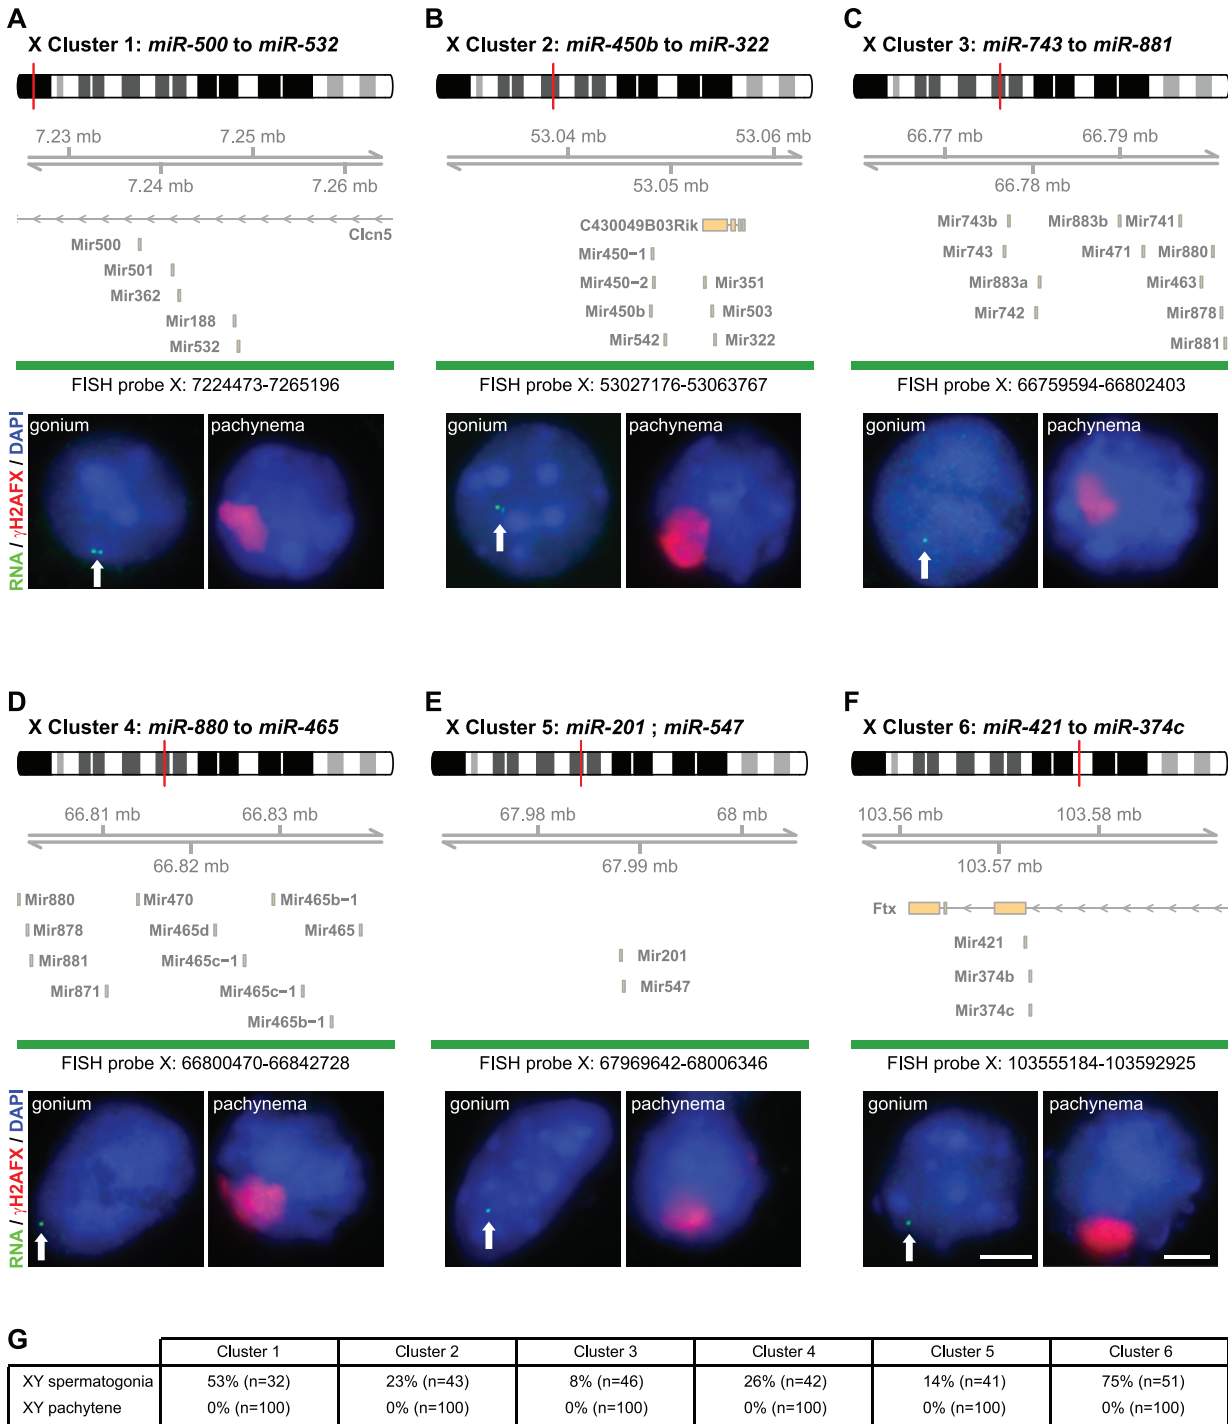 A
X Cluster 1: miR-500 to miR-532
7.23 mb
7.25 mb
7.24 mb
7.26 mb
Clcn5
Mir500
Mir501
Mir362
Mir188
Mir532
FISH probe X: 7224473-7265196
RNA / γH2AFX / DAPI
gonium
pachynema
B
X Cluster 2: miR-450b to miR-322
53.04 mb
53.06 mb
53.05 mb
C430049B03Rik
Mir450-1
Mir450-2
Mir351
Mir450b
Mir503
Mir542
Mir322
FISH probe X: 53027176-53063767
gonium
pachynema
C
X Cluster 3: miR-743 to miR-881
66.77 mb
66.79 mb
66.78 mb
Mir743b
Mir883b
Mir741
Mir743
Mir471
Mir880
Mir883a
Mir463
Mir742
Mir878
Mir881
FISH probe X: 66759594-66802403
gonium
pachynema
D
X Cluster 4: miR-880 to miR-465
66.81 mb
66.83 mb
66.82 mb
Mir880
Mir470
Mir465b-1
Mir878
Mir465d
Mir465
Mir881
Mir465c-1
Mir871
Mir465c-1
Mir465b-1
FISH probe X: 66800470-66842728
RNA / γH2AFX / DAPI
gonium
pachynema
E
X Cluster 5: miR-201 ; miR-547
67.98 mb
68 mb
67.99 mb
Mir201
Mir547
FISH probe X: 67969642-68006346
gonium
pachynema
F
X Cluster 6: miR-421 to miR-374c
103.56 mb
103.58 mb
103.57 mb
Ftx
Mir421
Mir374b
Mir374c
FISH probe X: 103555184-103592925
gonium
pachynema
G
Cluster 1 Cluster 2 Cluster 3 Cluster 4 Cluster 5 Cluster 6
XY spermatogonia 53% (n=32) 23% (n=43) 8% (n=46) 26% (n=42) 14% (n=41) 75% (n=51)
XY pachytene 0% (n=100) 0% (n=100) 0% (n=100) 0% (n=100) 0% (n=100) 0% (n=100)